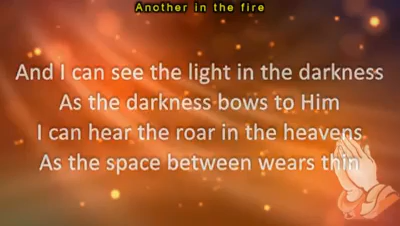 Another in the fire
And I can see the light in the darkness
As the darkness bows to Him
I can hear the roar in the heavens
As the space between wears thin